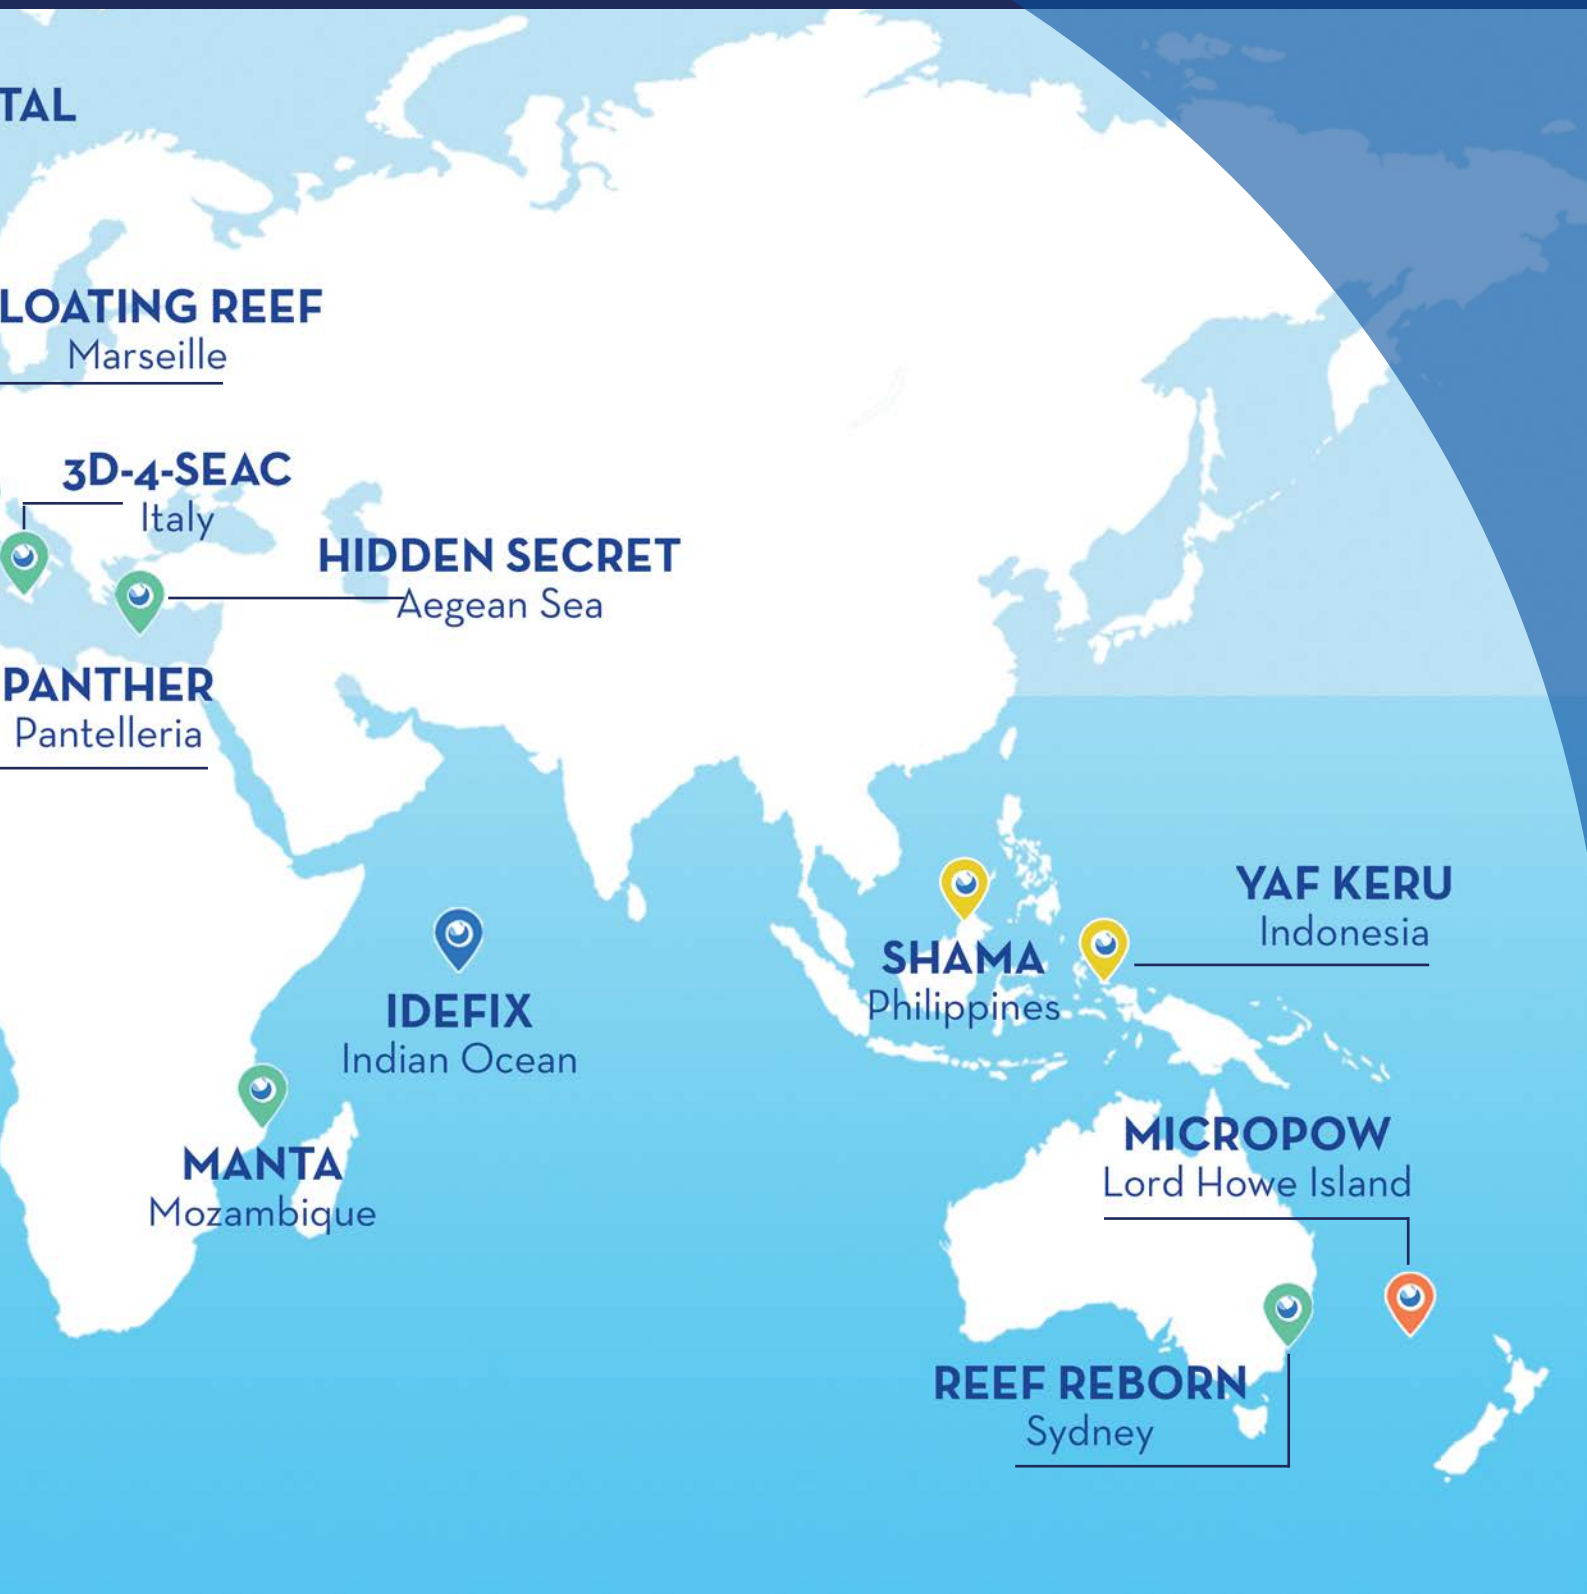 TAL
LOATING REEF
Marseille
3D-4-SEAC
Italy
HIDDEN SECRET
Aegean Sea
PANTHER
Pantelleria
YAF KERU
Indonesia
SHAMA
Philippines
IDEFIX
Indian Ocean
MICROPOW
Lord Howe Island
MANTA
Mozambique
REEF REBORN
Sydney